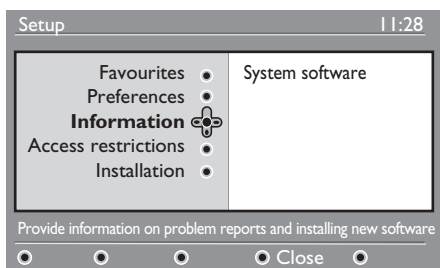 Setup 11:28
Favourites
Preferences
Information
Access restrictions
Installation
System software
Provide information on problem reports and installing new software
Close